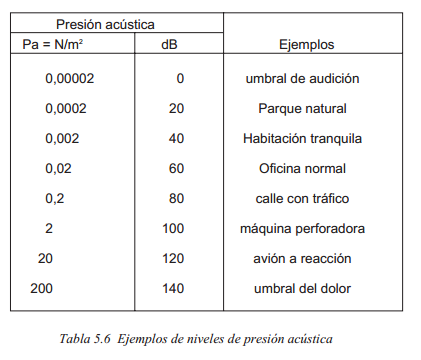 Presión acústica
Pa = N/m² dB Ejemplos
0,00002 0 umbral de audición
0,0002 20 Parque natural
0,002 40 Habitación tranquila
0,02 60 Oficina normal
0,2 80 calle con tráfico
2 100 máquina perforadora
20 120 avión a reacción
200 140 umbral del dolor
Tabla 5.6 Ejemplos de niveles de presión acústica